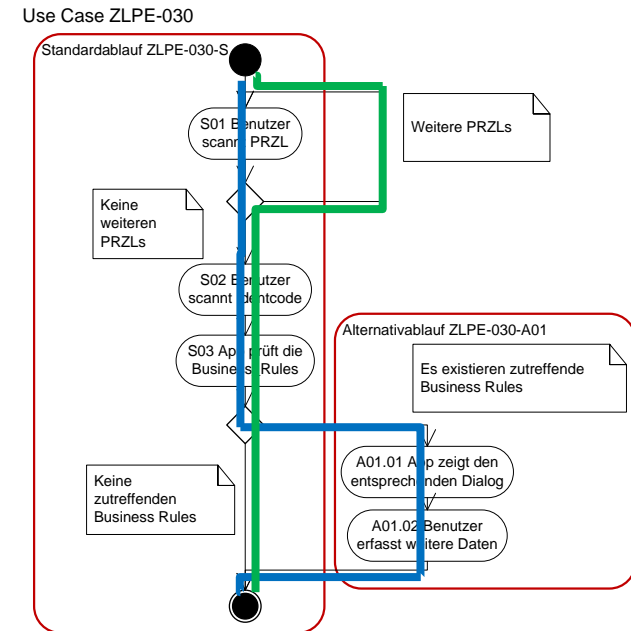 Use Case ZLPE-030
Standardablauf ZLPE-030-S
S01 Benutzer
scannt PRZL
Weitere PRZLs
Keine
weiteren
PRZLs
S02 Benutzer
scannt Identcode
S03 App prüft die
Business Rules
Alternativablauf ZLPE-030-A01
Es existieren zutreffende
Business Rules
A01.01 App zeigt den
entsprechenden Dialog
A01.02 Benutzer
erfasst weitere Daten
Keine
zutreffenden
Business Rules